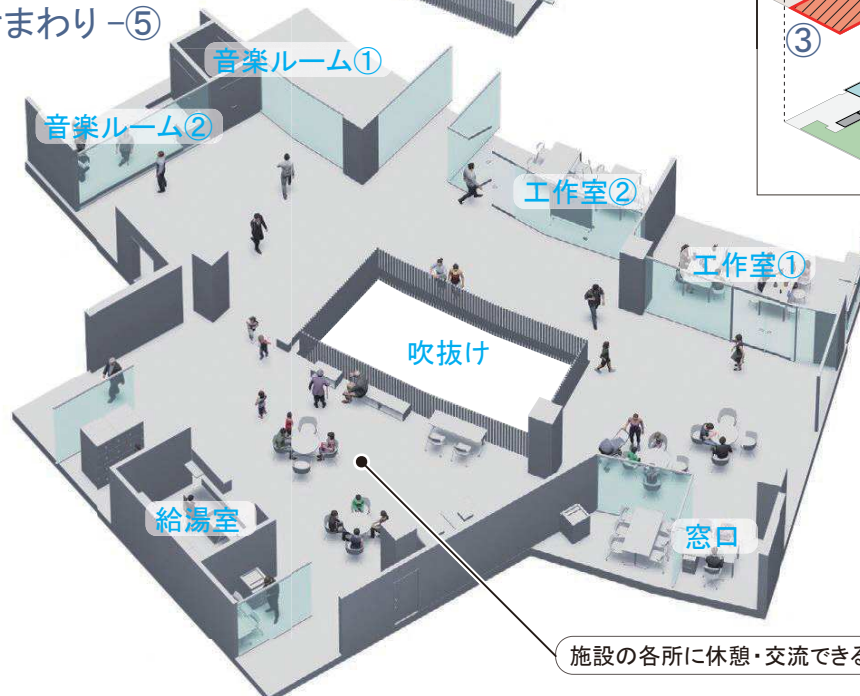 まわり -⑤
③
音楽ルーム①
音楽ルーム②
工作室②
工作室①
吹抜け
給湯室
窓口
施設の各所に休憩・交流できる